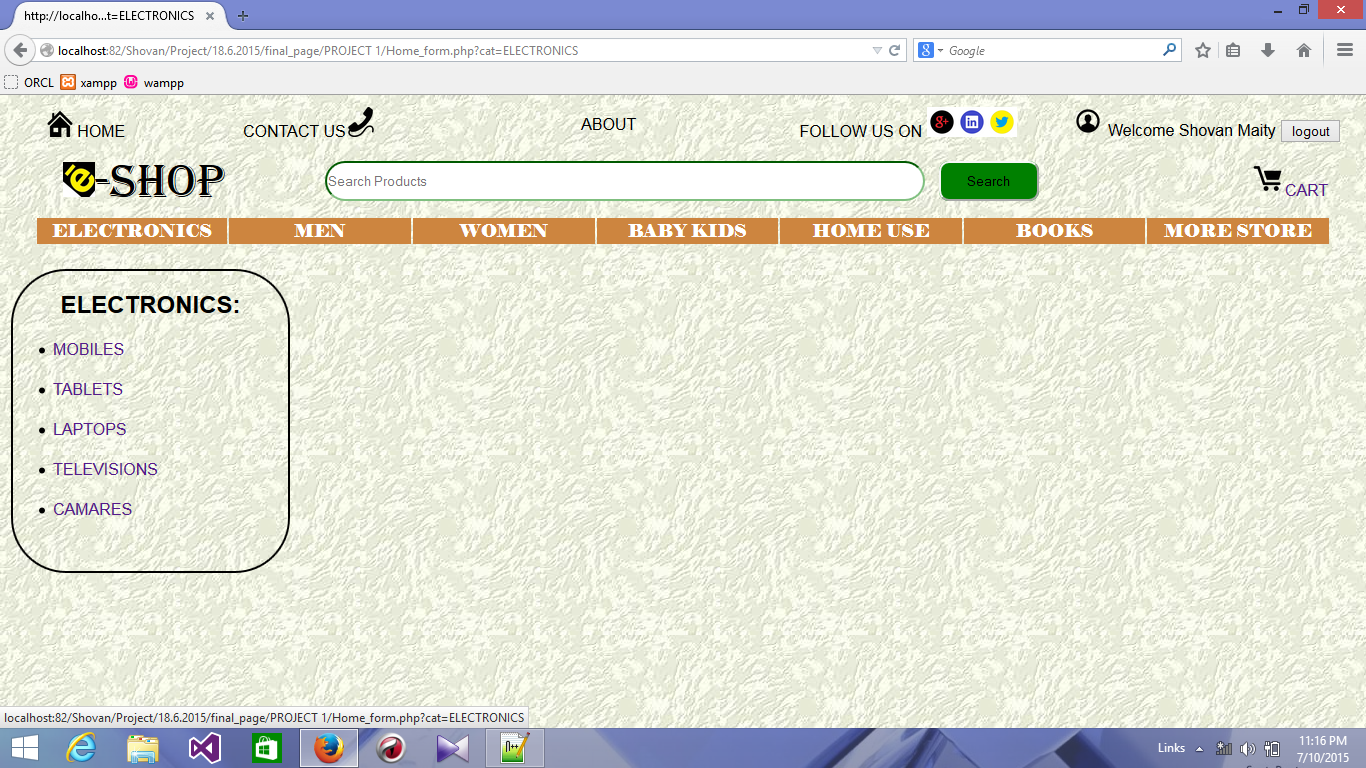 http://localho...t=ELECTRONICS
localhost:82/Shovan/Project/18.6.2015/final_page/PROJECT 1/Home_form.php?cat=ELECTRONICS
Google
ORCL xampp wampp
HOME CONTACT US ABOUT FOLLOW US ON Welcome Shovan Maity logout
e-SHOP Search Products Search CART
ELECTRONICS MEN WOMEN BABY KIDS HOME USE BOOKS MORE STORE
ELECTRONICS:
MOBILES
TABLETS
LAPTOPS
TELEVISIONS
CAMARES
localhost:82/Shovan/Project/18.6.2015/final_page/PROJECT 1/Home_form.php?cat=ELECTRONICS
Links 11:16 PM
7/10/2015